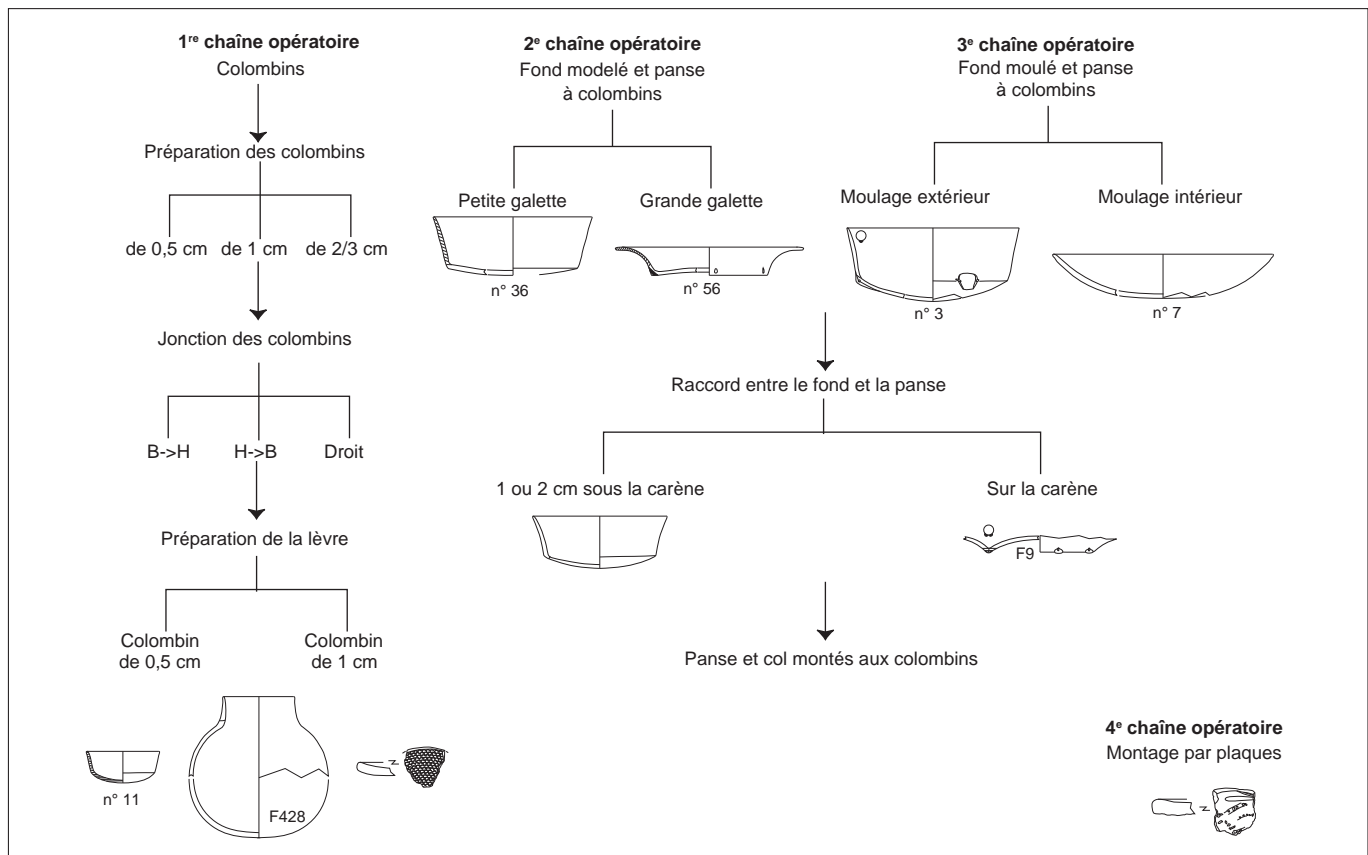 1re chaîne opératoire
Colombins
Préparation des colombins
de 0,5 cm de 1 cm de 2/3 cm
Jonction des colombins
B->H H->B Droit
Préparation de la lèvre
Colombin
de 0,5 cm
Colombin
de 1 cm
n° 11
F428
2e chaîne opératoire
Fond modelé et panse
à colombins
Petite galette
n° 36
Grande galette
n° 56
3e chaîne opératoire
Fond moulé et panse
à colombins
Moulage extérieur
n° 3
Moulage intérieur
n° 7
Raccord entre le fond et la panse
1 ou 2 cm sous la carène
Sur la carène
F9
Panse et col montés aux colombins
4e chaîne opératoire
Montage par plaques